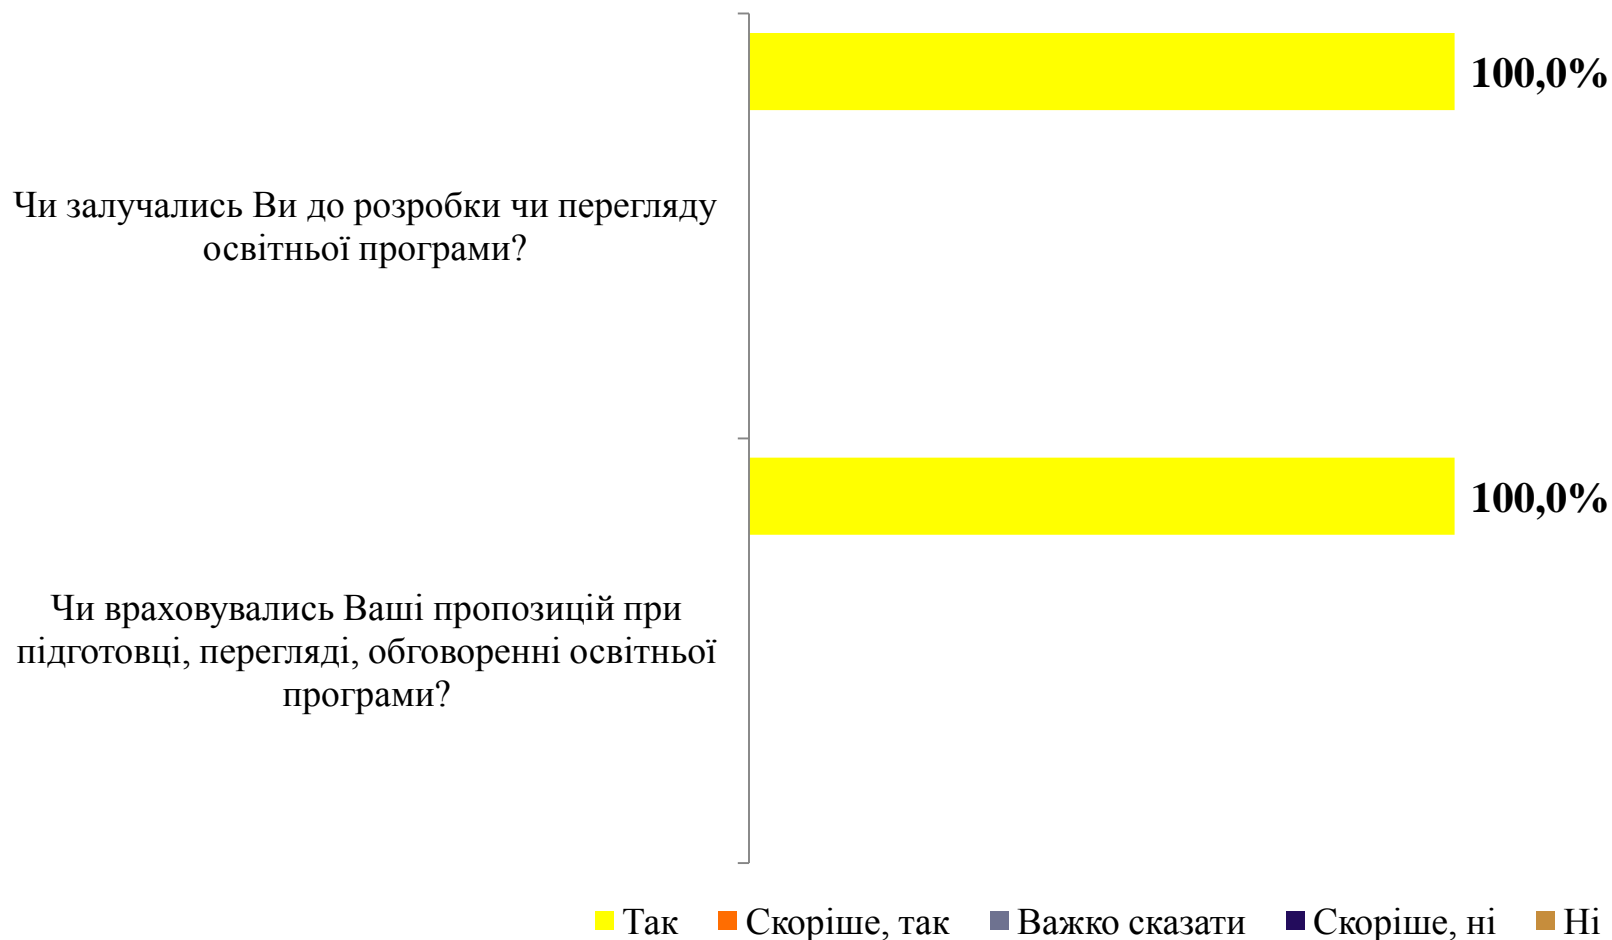 100,0%
Чи залучались Ви до розробки чи перегляду
освітньої програми?
100,0%
Чи враховувались Ваші пропозицій при
підготовці, перегляді, обговоренні освітньої
програми?
Так Скоріше, так Важко сказати Скоріше, ні Ні